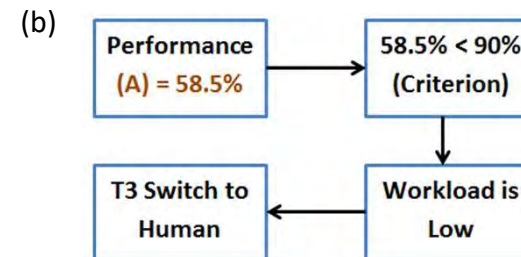 (b)
Performance
(A) = 58.5%
58.5% < 90%
(Criterion)
Workload is
Low
T3 Switch to
Human